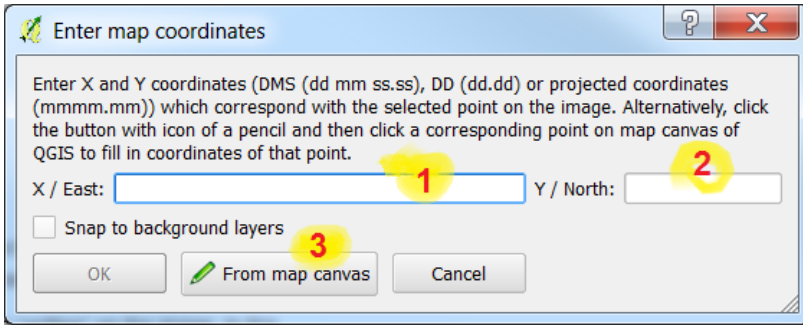 Enter map coordinates
Enter X and Y coordinates (DMS (dd mm ss.ss), DD (dd.dd) or projected coordinates
(mmmm.mm)) which correspond with the selected point on the image. Alternatively, click
the button with icon of a pencil and then click a corresponding point on map canvas of
QGIS to fill in coordinates of that point.
X / East: 1 Y / North: 2
Snap to background layers
3
OK From map canvas Cancel